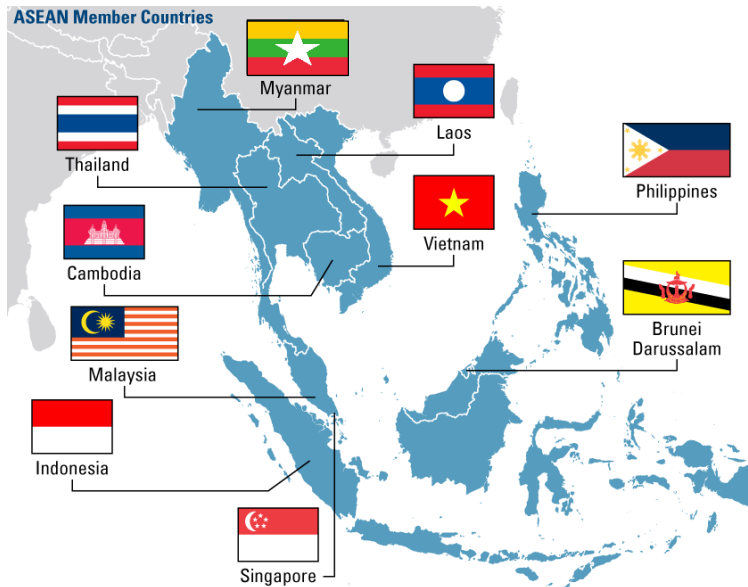 ASEAN Member Countries
Myanmar
Laos
Thailand
Philippines
Vietnam
Cambodia
Brunei
Darussalam
Malaysia
Indonesia
Singapore